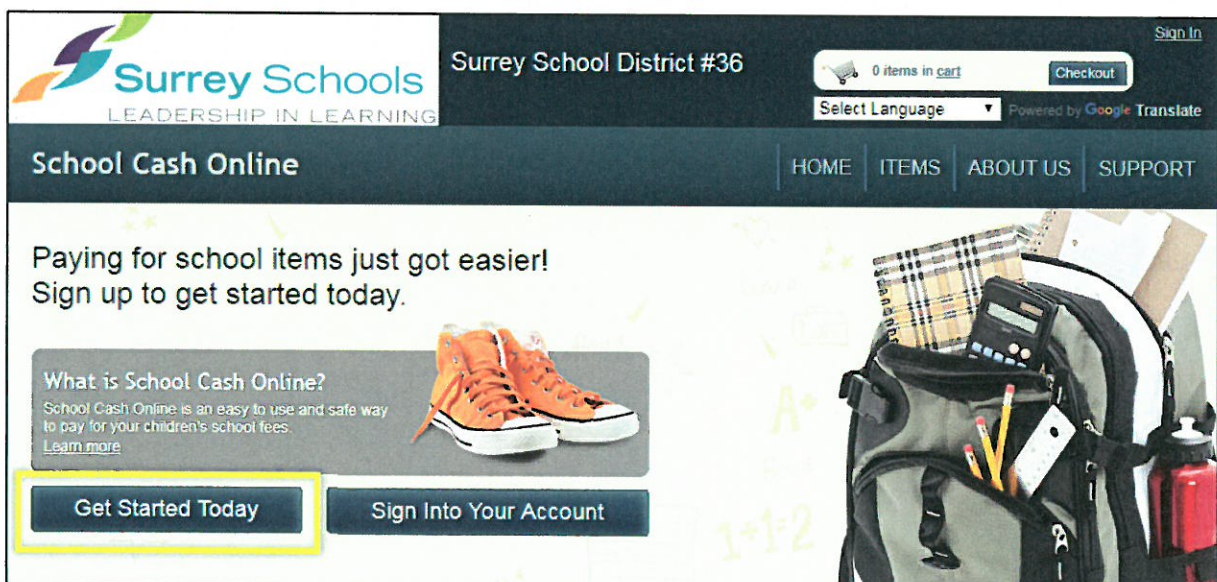 Surrey Schools
LEADERSHIP IN LEARNING
Surrey School District #36
Sign In
0 items in cart
Checkout
Select Language
Powered by Google Translate
School Cash Online
HOME
ITEMS
ABOUT US
SUPPORT
Paying for school items just got easier!
Sign up to get started today.
What is School Cash Online?
School Cash Online is an easy to use and safe way
to pay for your children's school fees.
Learn more
Get Started Today
Sign Into Your Account
A+
1+1=2